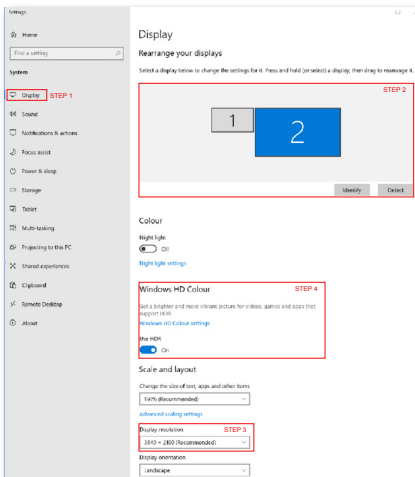 Settings
Home
Find a setting
System
Display STEP 1
Sound
Notifications & actions
Focus assist
Power & sleep
Storage
Tablet
Multi-tasking
Projecting to this PC
Shared experiences
Clipboard
Remote Desktop
About
Display
Rearrange your displays
Select a display below to change the settings for it. Press and hold (or select) a display, then drag to rearrange it.
STEP 2
1
2
Identify Detect
Colour
Night light
Off
Night light settings
Windows HD Colour STEP 4
Get a brighter and more vibrant picture for videos, games and apps that
support HDR.
Windows HD Colour settings
Use HDR
On
Scale and layout
Change the size of text, apps and other items
150% (Recommended)
Advanced scaling settings
Display resolution STEP 3
3840 × 2160 (Recommended)
Display orientation
Landscape